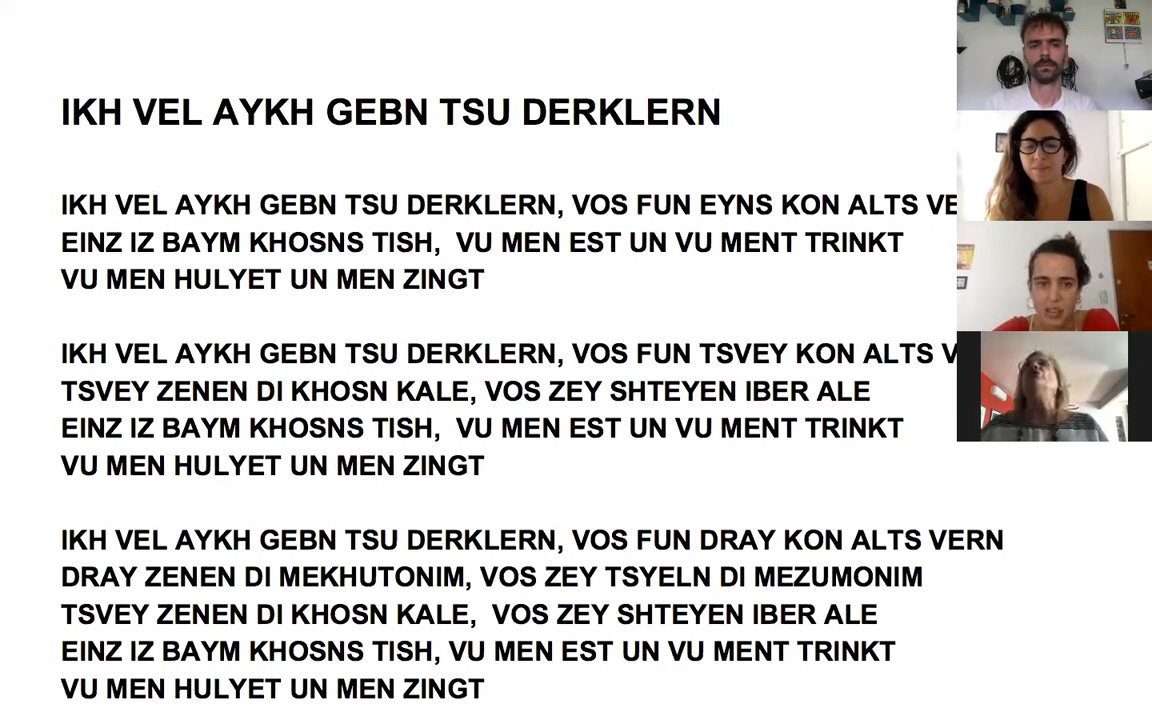 IKH VEL AYKH GEBN TSU DERKLERN
IKH VEL AYKH GEBN TSU DERKLERN, VOS FUN EYNS KON ALTS VE
EINZ IZ BAYM KHOSNS TISH, VU MEN EST UN VU MENT TRINKT
VU MEN HULYET UN MEN ZINGT
IKH VEL AYKH GEBN TSU DERKLERN, VOS FUN TSVEY KON ALTS V
TSVEY ZENEN DI KHOSN KALE, VOS ZEY SHTEYEN IBER ALE
EINZ IZ BAYM KHOSNS TISH, VU MEN EST UN VU MENT TRINKT
VU MEN HULYET UN MEN ZINGT
IKH VEL AYKH GEBN TSU DERKLERN, VOS FUN DRAY KON ALTS VERN
DRAY ZENEN DI MEKHUTONIM, VOS ZEY TSYELN DI MEZUMONIM
TSVEY ZENEN DI KHOSN KALE, VOS ZEY SHTEYEN IBER ALE
EINZ IZ BAYM KHOSNS TISH, VU MEN EST UN VU MENT TRINKT
VU MEN HULYET UN MEN ZINGT